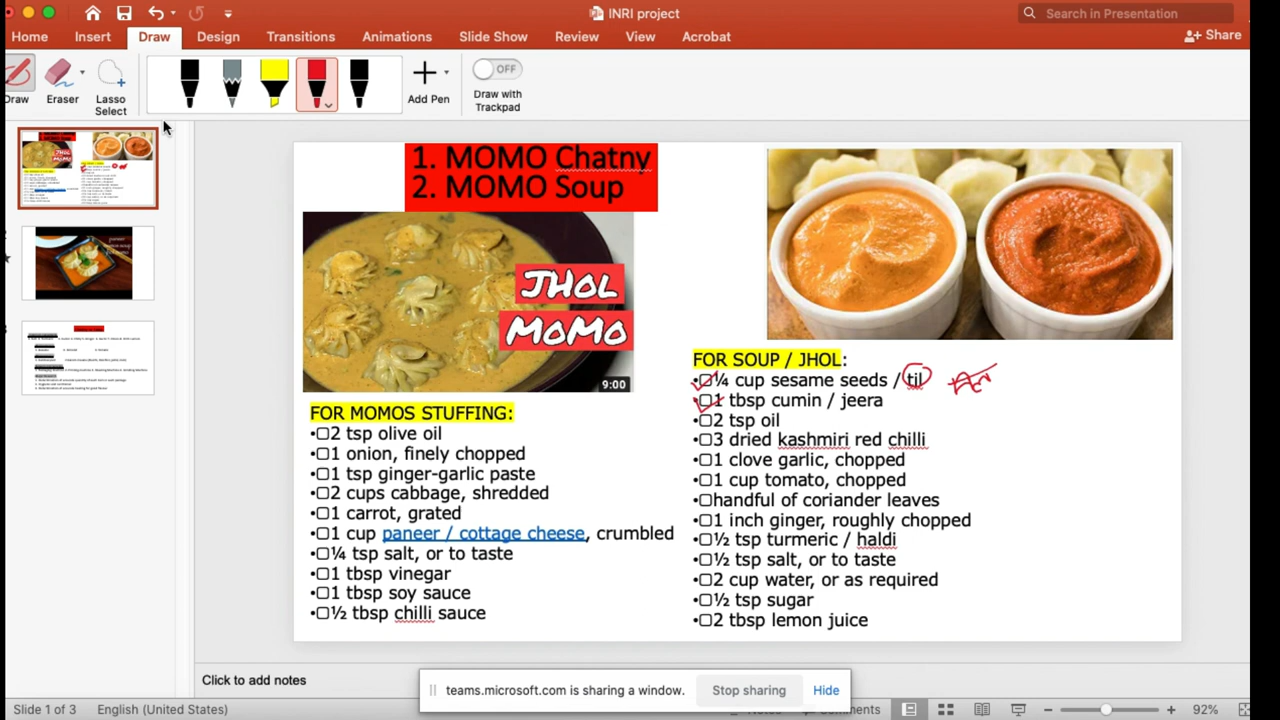 INRI project
Search in Presentation
Home Insert Draw Design Transitions Animations Slide Show Review View Acrobat Share
Draw Eraser Lasso Select Add Pen OFF Draw with Trackpad
1. MOMO Chatny
2. MOMO Soup
JHOL
MOMO
9:00
FOR MOMOS STUFFING:
•▢2 tsp olive oil
•▢1 onion, finely chopped
•▢1 tsp ginger-garlic paste
•▢2 cups cabbage, shredded
•▢1 carrot, grated
•▢1 cup paneer / cottage cheese, crumbled
•▢¼ tsp salt, or to taste
•▢1 tbsp vinegar
•▢1 tbsp soy sauce
•▢½ tbsp chilli sauce
FOR SOUP / JHOL:
•▢¼ cup sesame seeds / til
•▢1 tbsp cumin / jeera
•▢2 tsp oil
•▢3 dried kashmiri red chilli
•▢1 clove garlic, chopped
•▢1 cup tomato, chopped
•▢handful of coriander leaves
•▢1 inch ginger, roughly chopped
•▢½ tsp turmeric / haldi
•▢½ tsp salt, or to taste
•▢2 cup water, or as required
•▢½ tsp sugar
•▢2 tbsp lemon juice
Click to add notes
teams.microsoft.com is sharing a window. Stop sharing Hide
Slide 1 of 3 English (United States) Notes Comments 92%